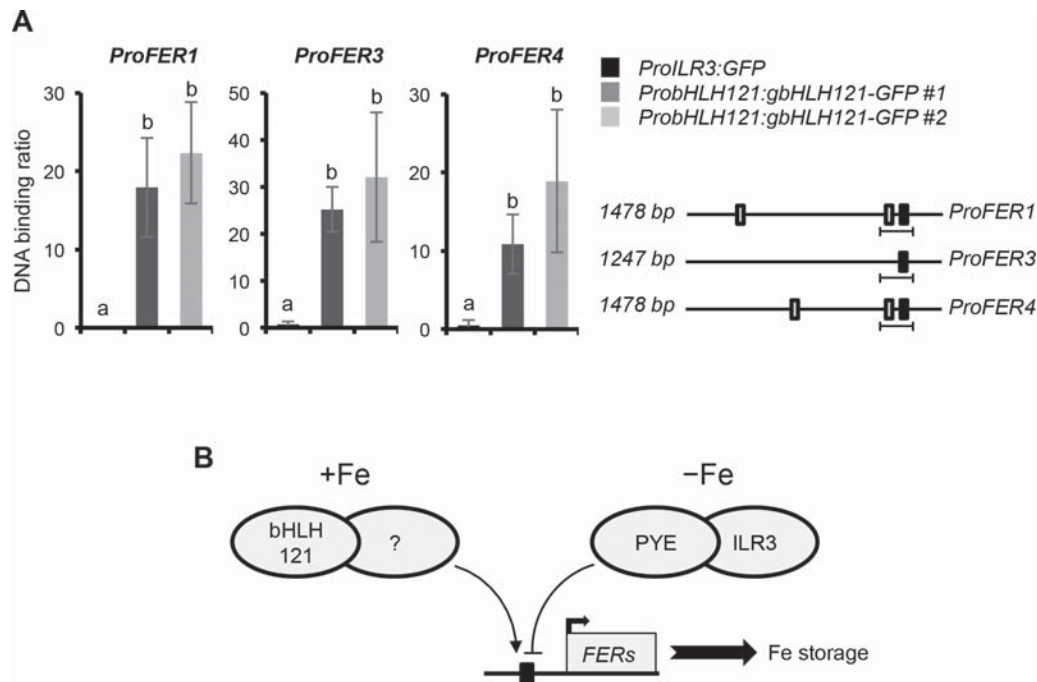 A
ProFER1
ProFER3
ProFER4
DNA binding ratio
30
20
10
0
a
b
b
50
40
30
20
10
0
a
b
b
30
20
10
0
a
b
b
ProILR3:GFP
ProbHLH121:gbHLH121-GFP #1
ProbHLH121:gbHLH121-GFP #2
1478 bp ProFER1
1247 bp ProFER3
1478 bp ProFER4
B
+Fe
−Fe
bHLH
121
?
PYE
ILR3
FERs
Fe storage